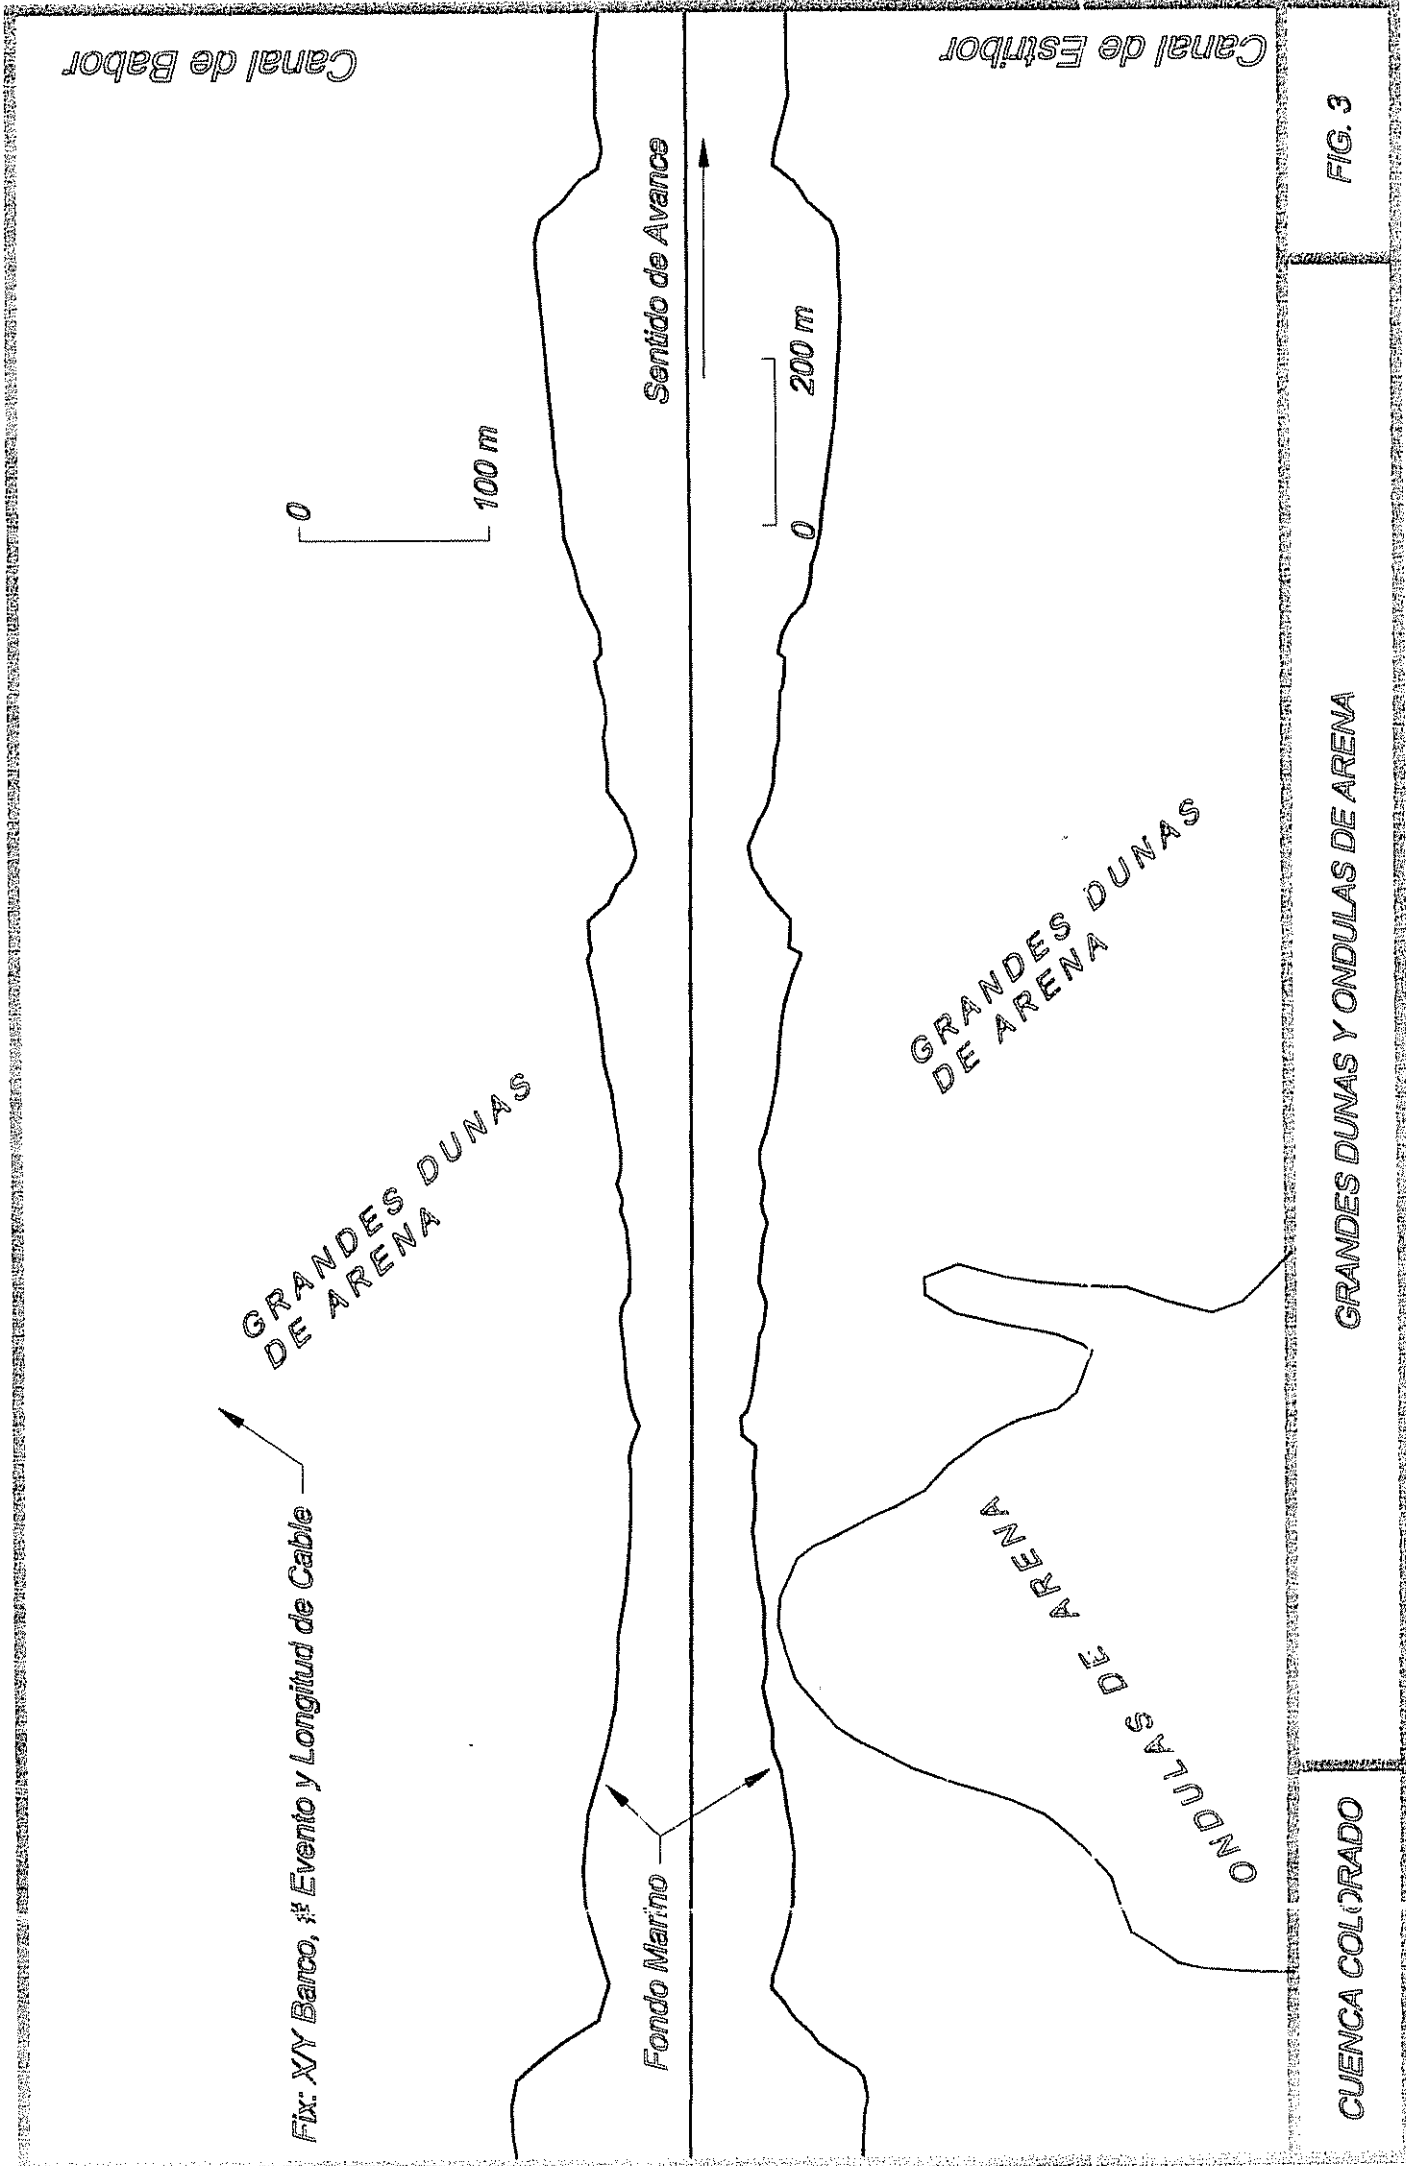 Canal de Babor
Fix: X/Y Barco, # Evento y Longitud de Cable
GRANDES DUNAS
DE ARENA
0
100 m
Fondo Marino
Sentido de Avance
0
200 m
GRANDES DUNAS
DE ARENA
ONDULAS DE ARENA
Canal de Estribor
CUENCA COLORADO
GRANDES DUNAS Y ONDULAS DE ARENA
FIG. 3